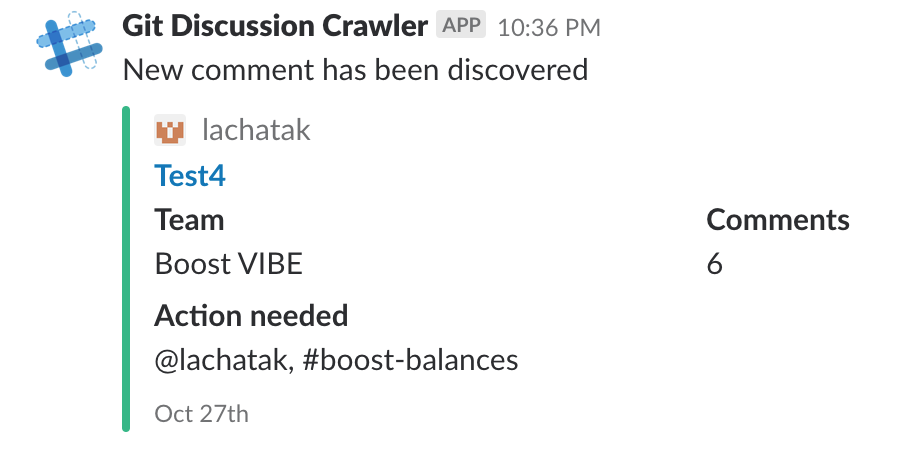 Git Discussion Crawler APP 10:36 PM
New comment has been discovered
lachatak
Test4
Team Comments
Boost VIBE 6
Action needed
@lachatak, #boost-balances
Oct 27th